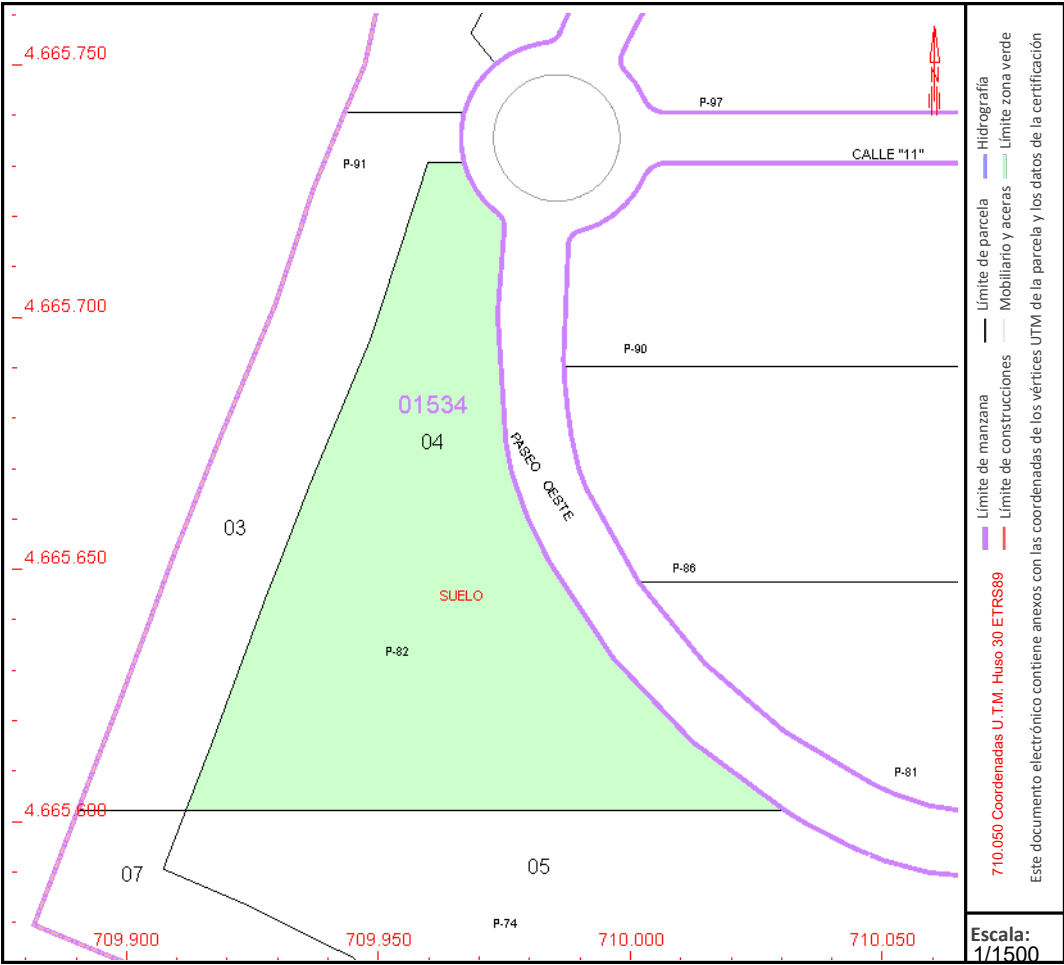 4.665.750
P-97
CALLE "11"
P-91
4.665.700
P-90
01534
04
PASEO OESTE
03
4.665.650
P-86
SUELO
P-82
P-81
4.665.600
05
07
P-74
709.900
709.950
710.000
710.050
N
710.050 Coordenadas U.T.M. Huso 30 ETRS89
Límite de manzana
Límite de parcela
Hidrografía
Límite de construcciones
Mobiliario y aceras
Límite zona verde
Este documento electrónico contiene anexos con las coordenadas de los vértices UTM de la parcela y los datos de la certificación
Escala:
1/1500